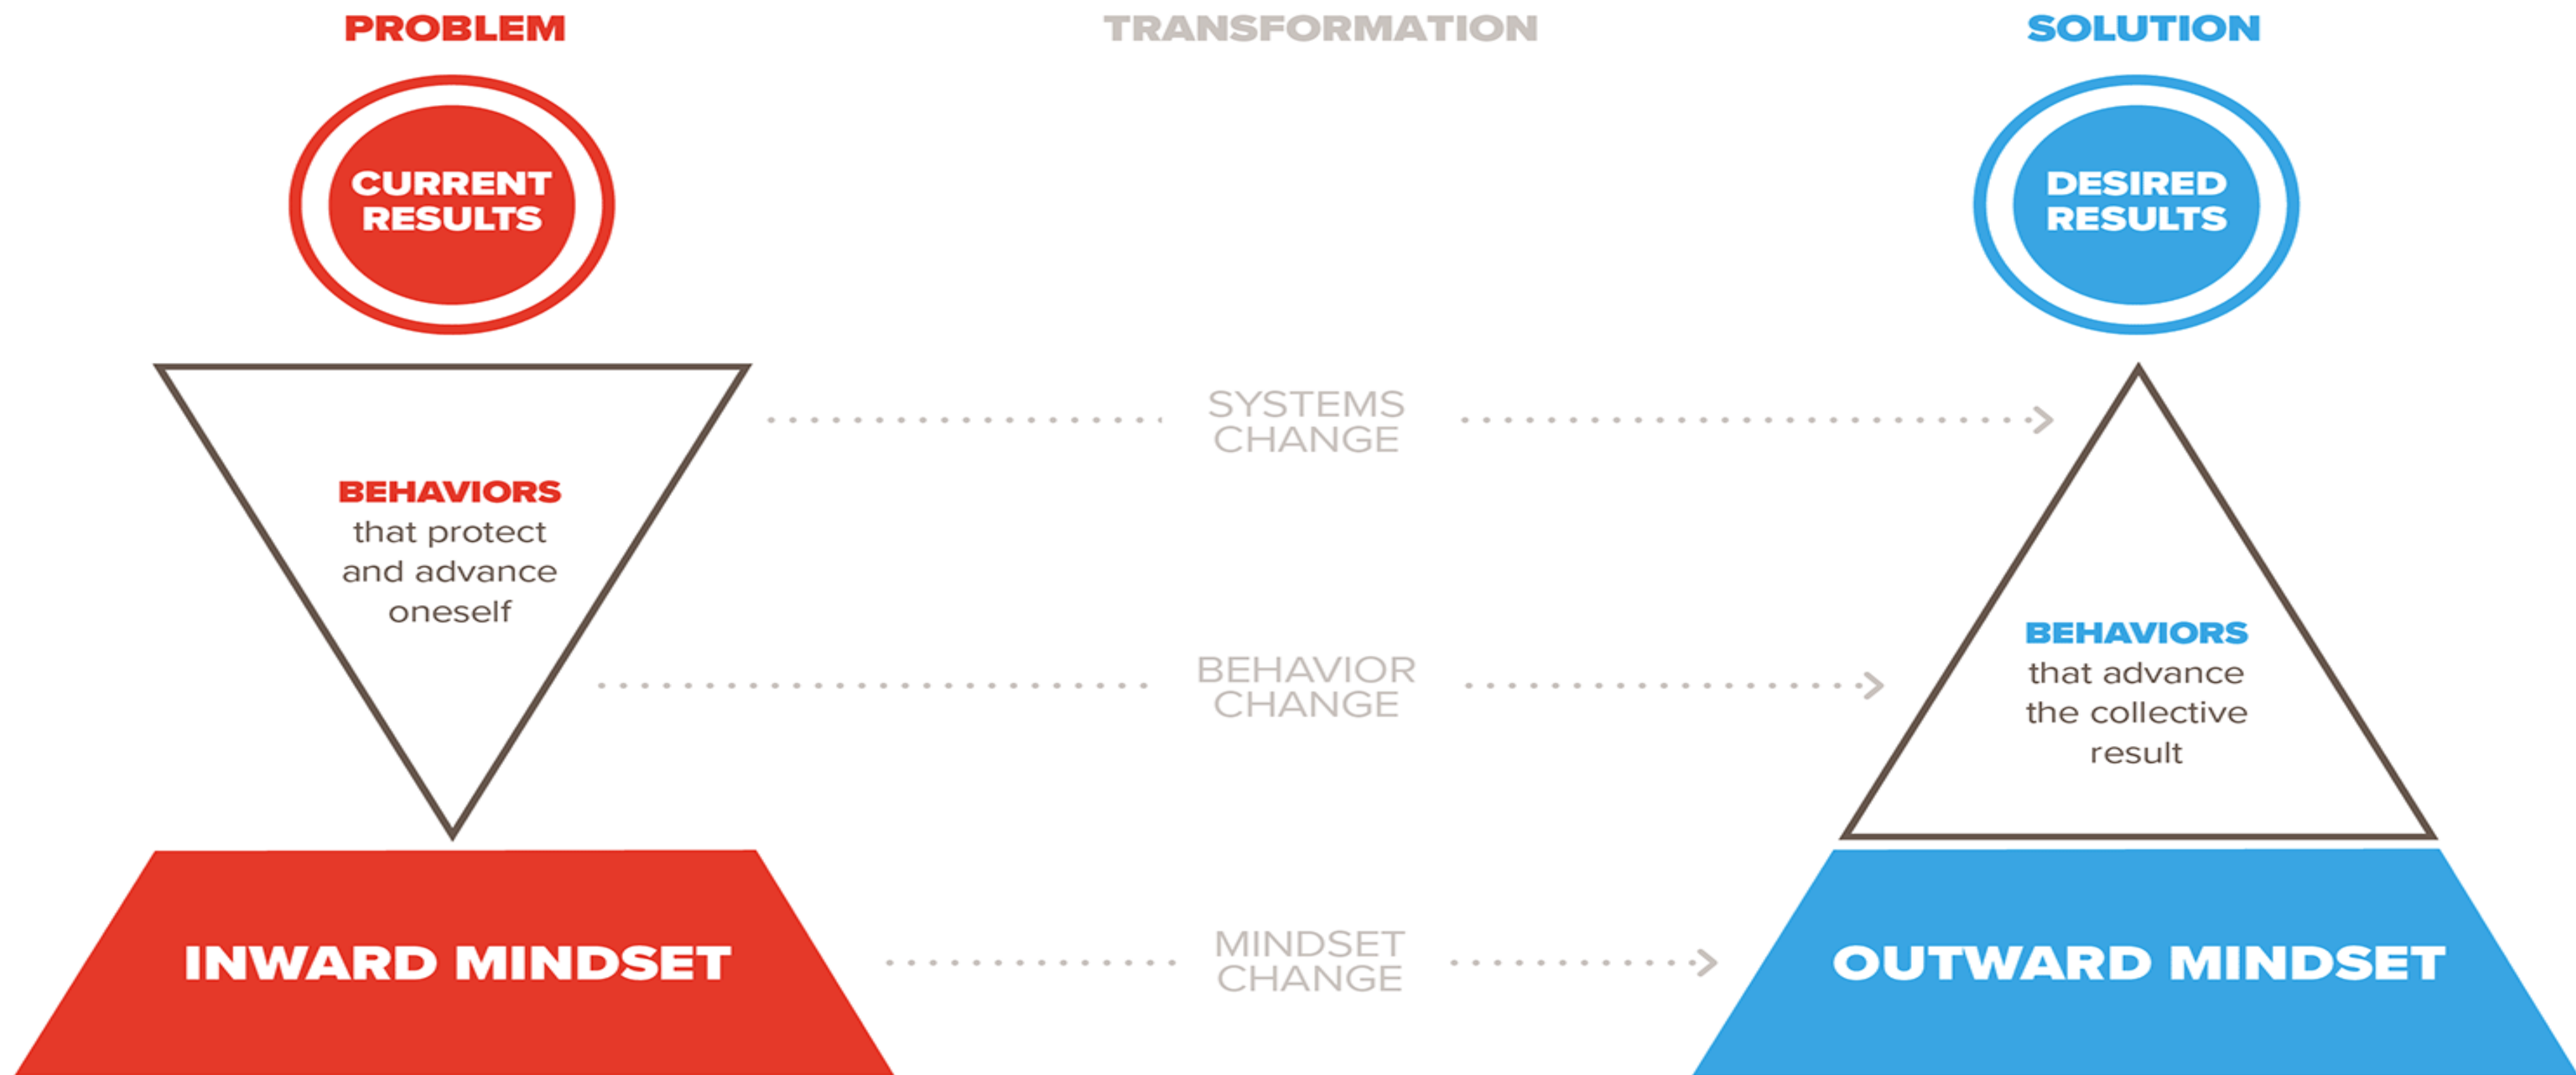 PROBLEM
TRANSFORMATION
SOLUTION
CURRENT
RESULTS
DESIRED
RESULTS
SYSTEMS
CHANGE
BEHAVIORS
that protect
and advance
oneself
BEHAVIOR
CHANGE
BEHAVIORS
that advance
the collective
result
INWARD MINDSET
MINDSET
CHANGE
OUTWARD MINDSET